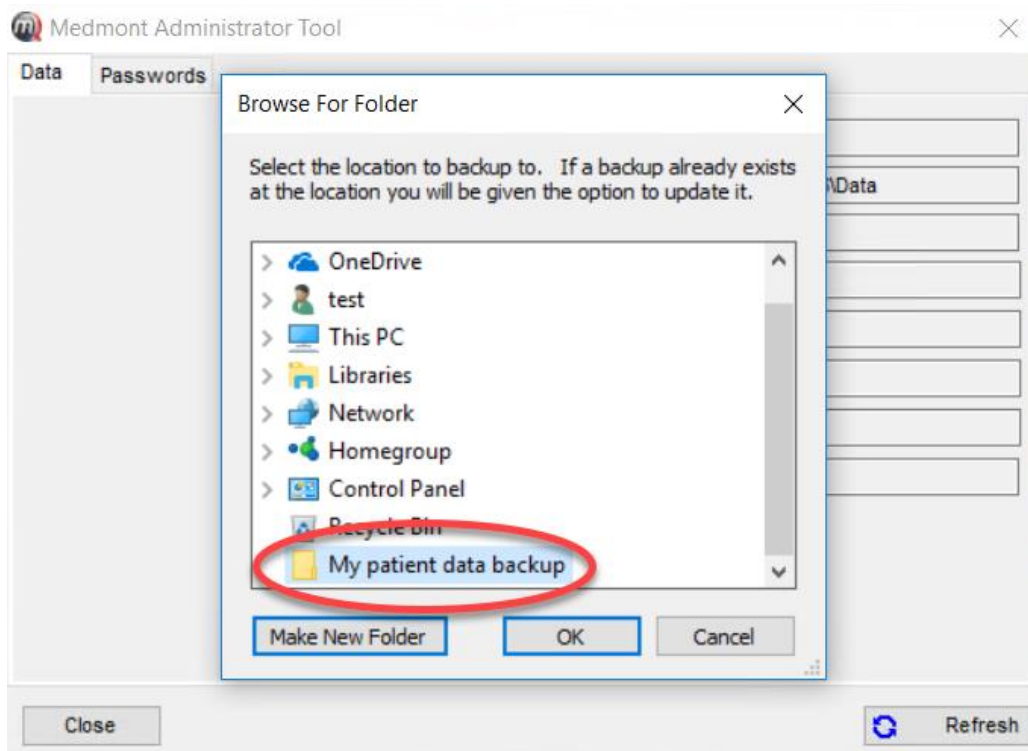 Medmont Administrator Tool
Data
Passwords
Browse For Folder
Select the location to backup to. If a backup already exists
at the location you will be given the option to update it.
\Data
OneDrive
test
This PC
Libraries
Network
Homegroup
Control Panel
Recycle Bin
My patient data backup
Make New Folder
OK
Cancel
Close
Refresh